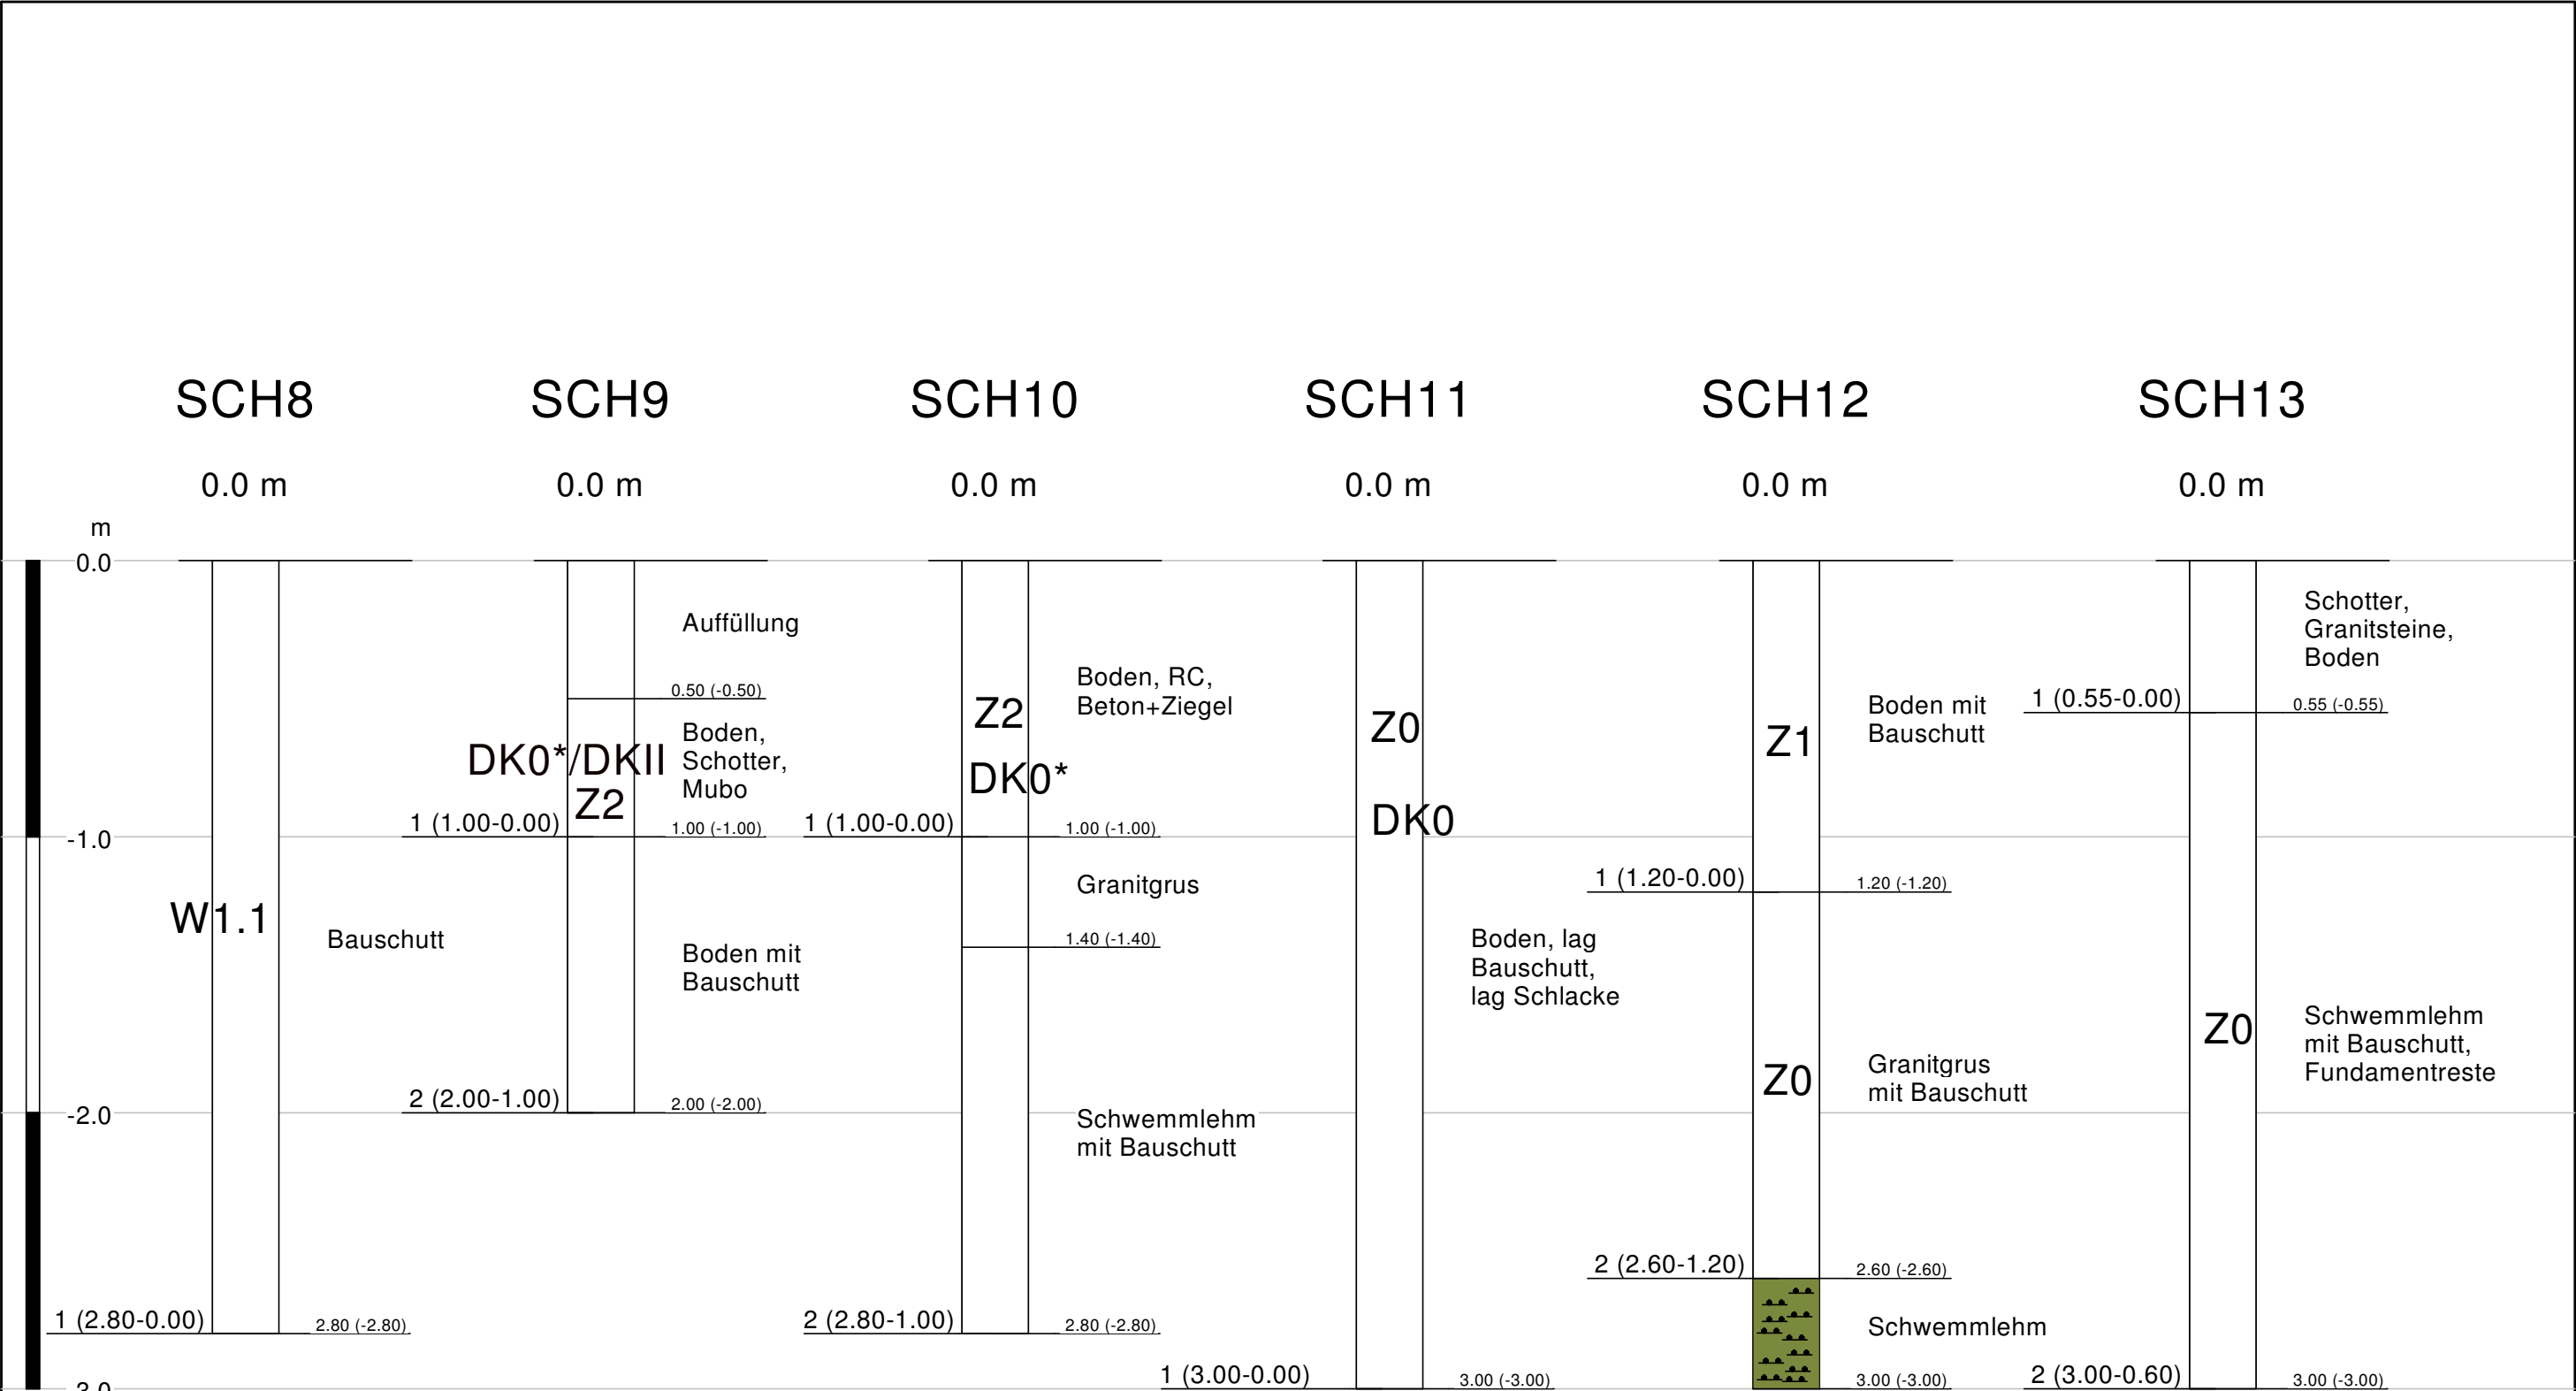 SCH8 SCH9 SCH10 SCH11 SCH12 SCH13
0.0 m 0.0 m 0.0 m 0.0 m 0.0 m 0.0 m
m
0.0
-1.0
-2.0
-3.0
W1.1
Bauschutt
1 (2.80-0.00)
2.80 (-2.80)
Auffüllung
0.50 (-0.50)
DK0*/DKII
Z2
Boden,
Schotter,
Mubo
1 (1.00-0.00)
1.00 (-1.00)
Boden mit
Bauschutt
2 (2.00-1.00)
2.00 (-2.00)
Z2
DK0*
Boden, RC,
Beton+Ziegel
1 (1.00-0.00)
1.00 (-1.00)
Granitgrus
1.40 (-1.40)
Schwemmlehm
mit Bauschutt
2 (2.80-1.00)
2.80 (-2.80)
Z0
DK0
Boden, lag
Bauschutt,
lag Schlacke
1 (3.00-0.00)
3.00 (-3.00)
Z1
Boden mit
Bauschutt
1 (1.20-0.00)
1.20 (-1.20)
Z0
Granitgrus
mit Bauschutt
2 (2.60-1.20)
2.60 (-2.60)
Schwemmlehm
3.00 (-3.00)
Schotter,
Granitsteine,
Boden
1 (0.55-0.00)
0.55 (-0.55)
Z0
Schwemmlehm
mit Bauschutt,
Fundamentreste
2 (3.00-0.60)
3.00 (-3.00)